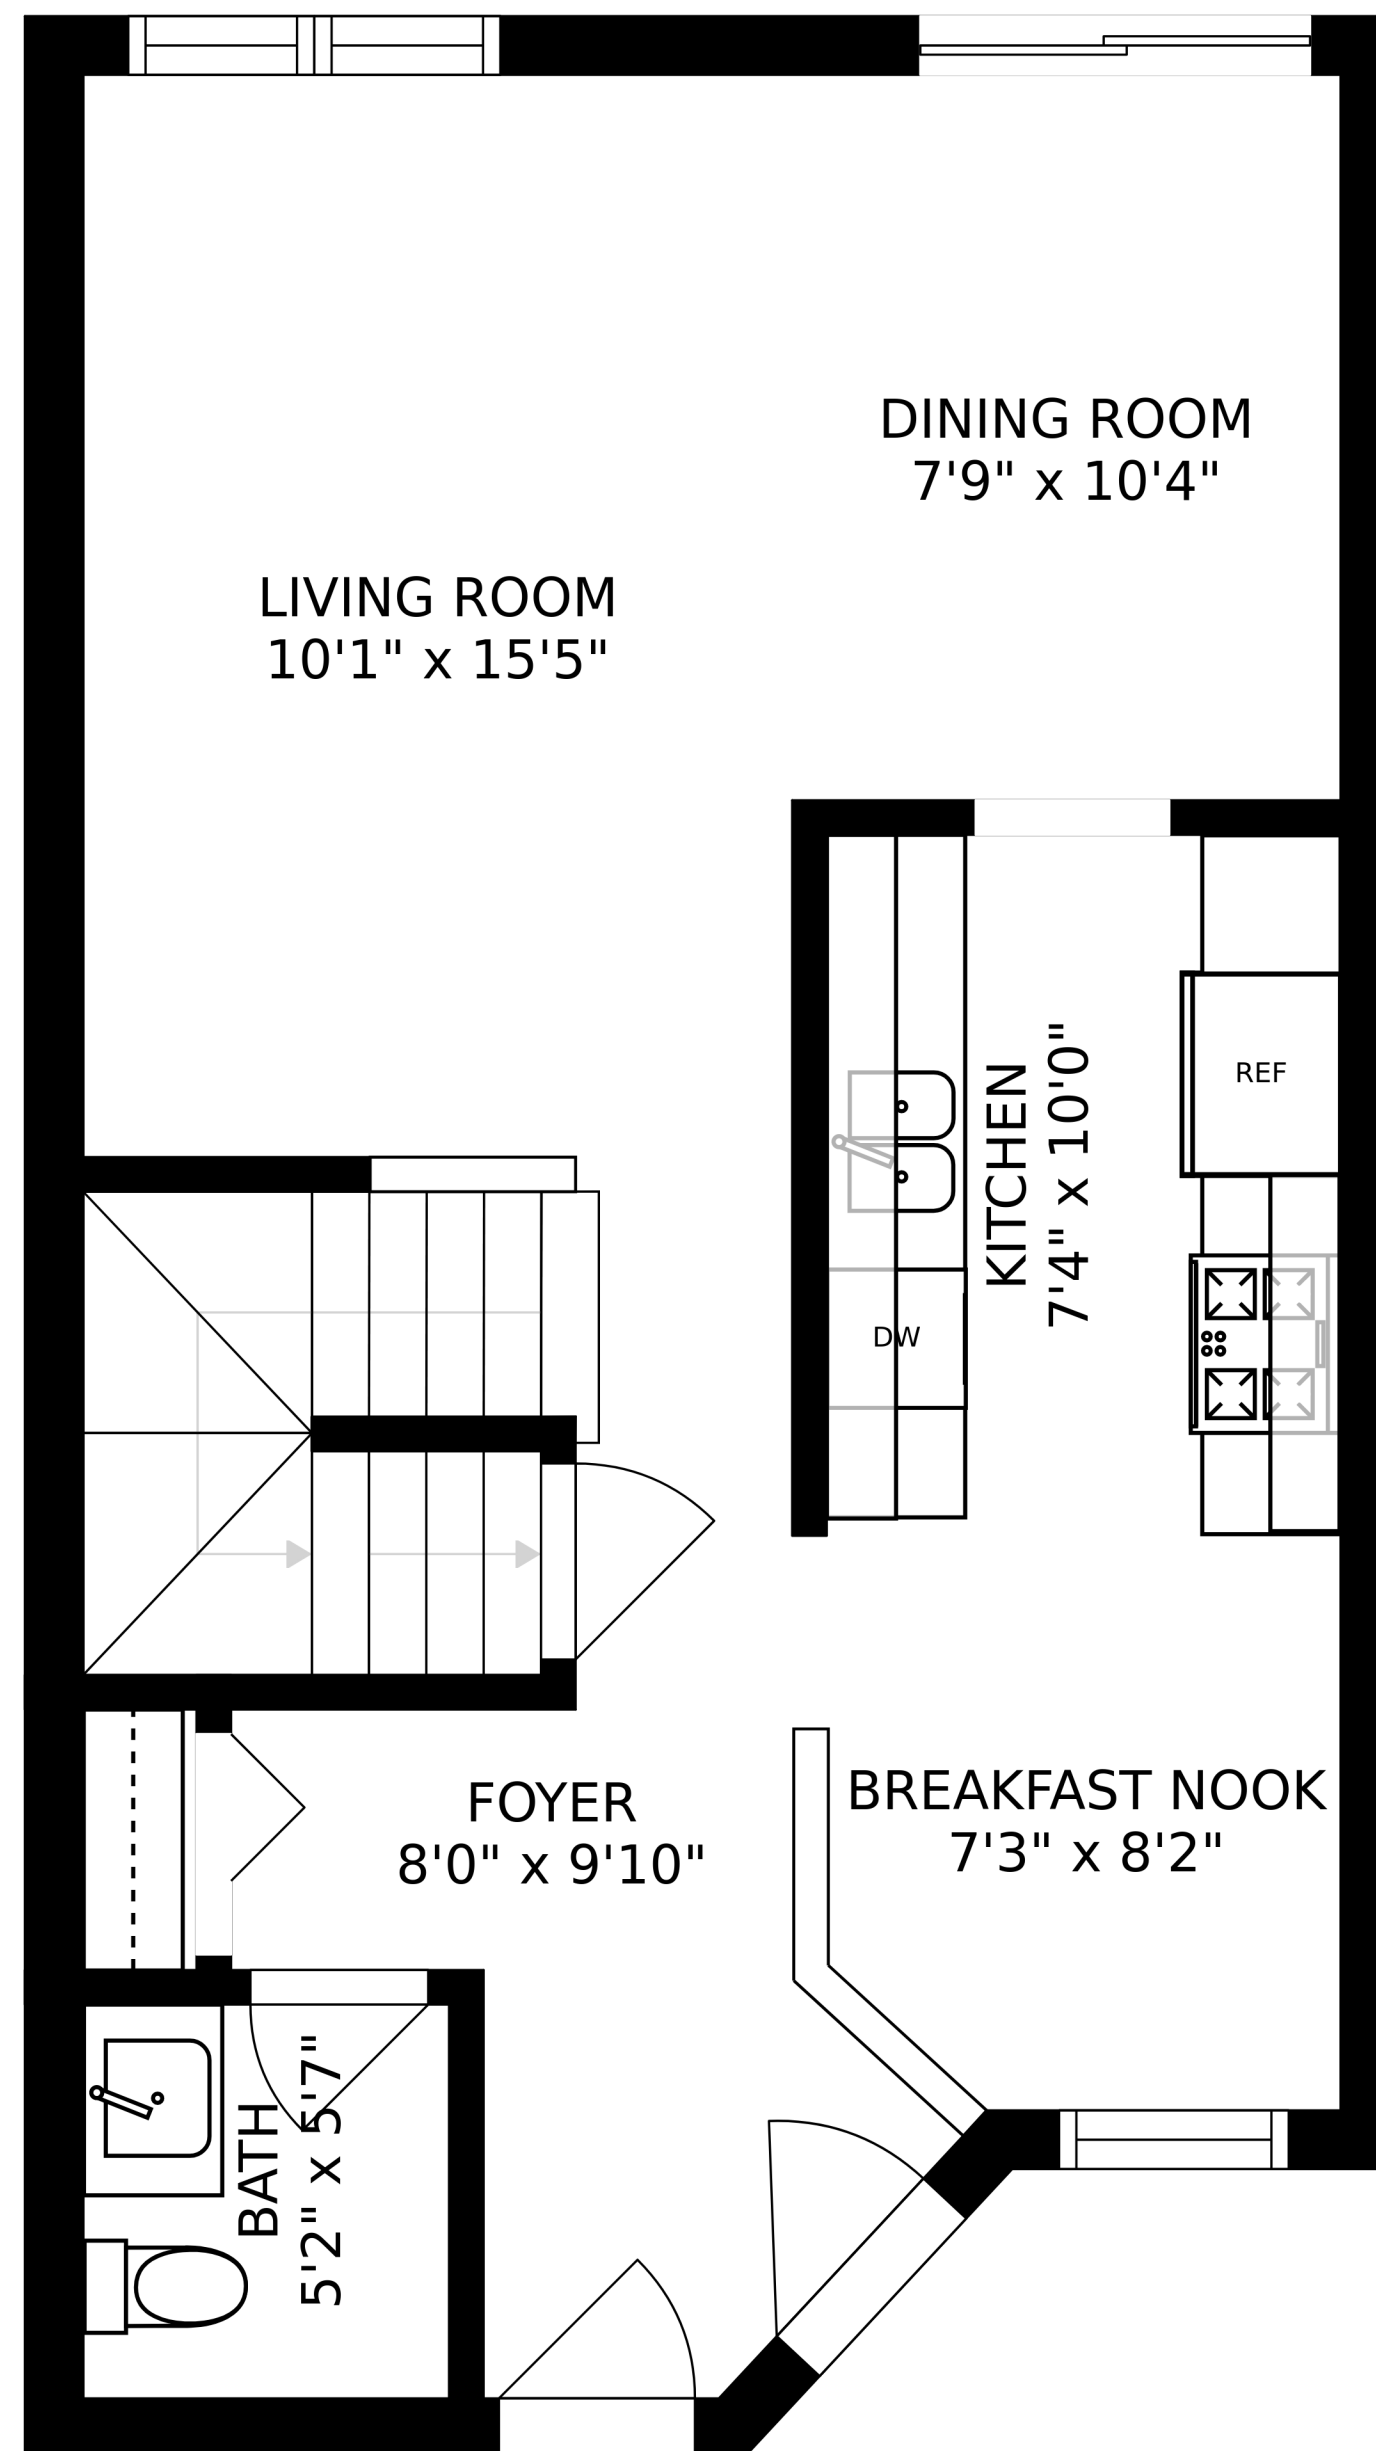 DINING ROOM
7'9" x 10'4"
LIVING ROOM
10'1" x 15'5"
KITCHEN
7'4" x 10'0"
REF
DW
FOYER
8'0" x 9'10"
BREAKFAST NOOK
7'3" x 8'2"
BATH
5'2" x 5'7"